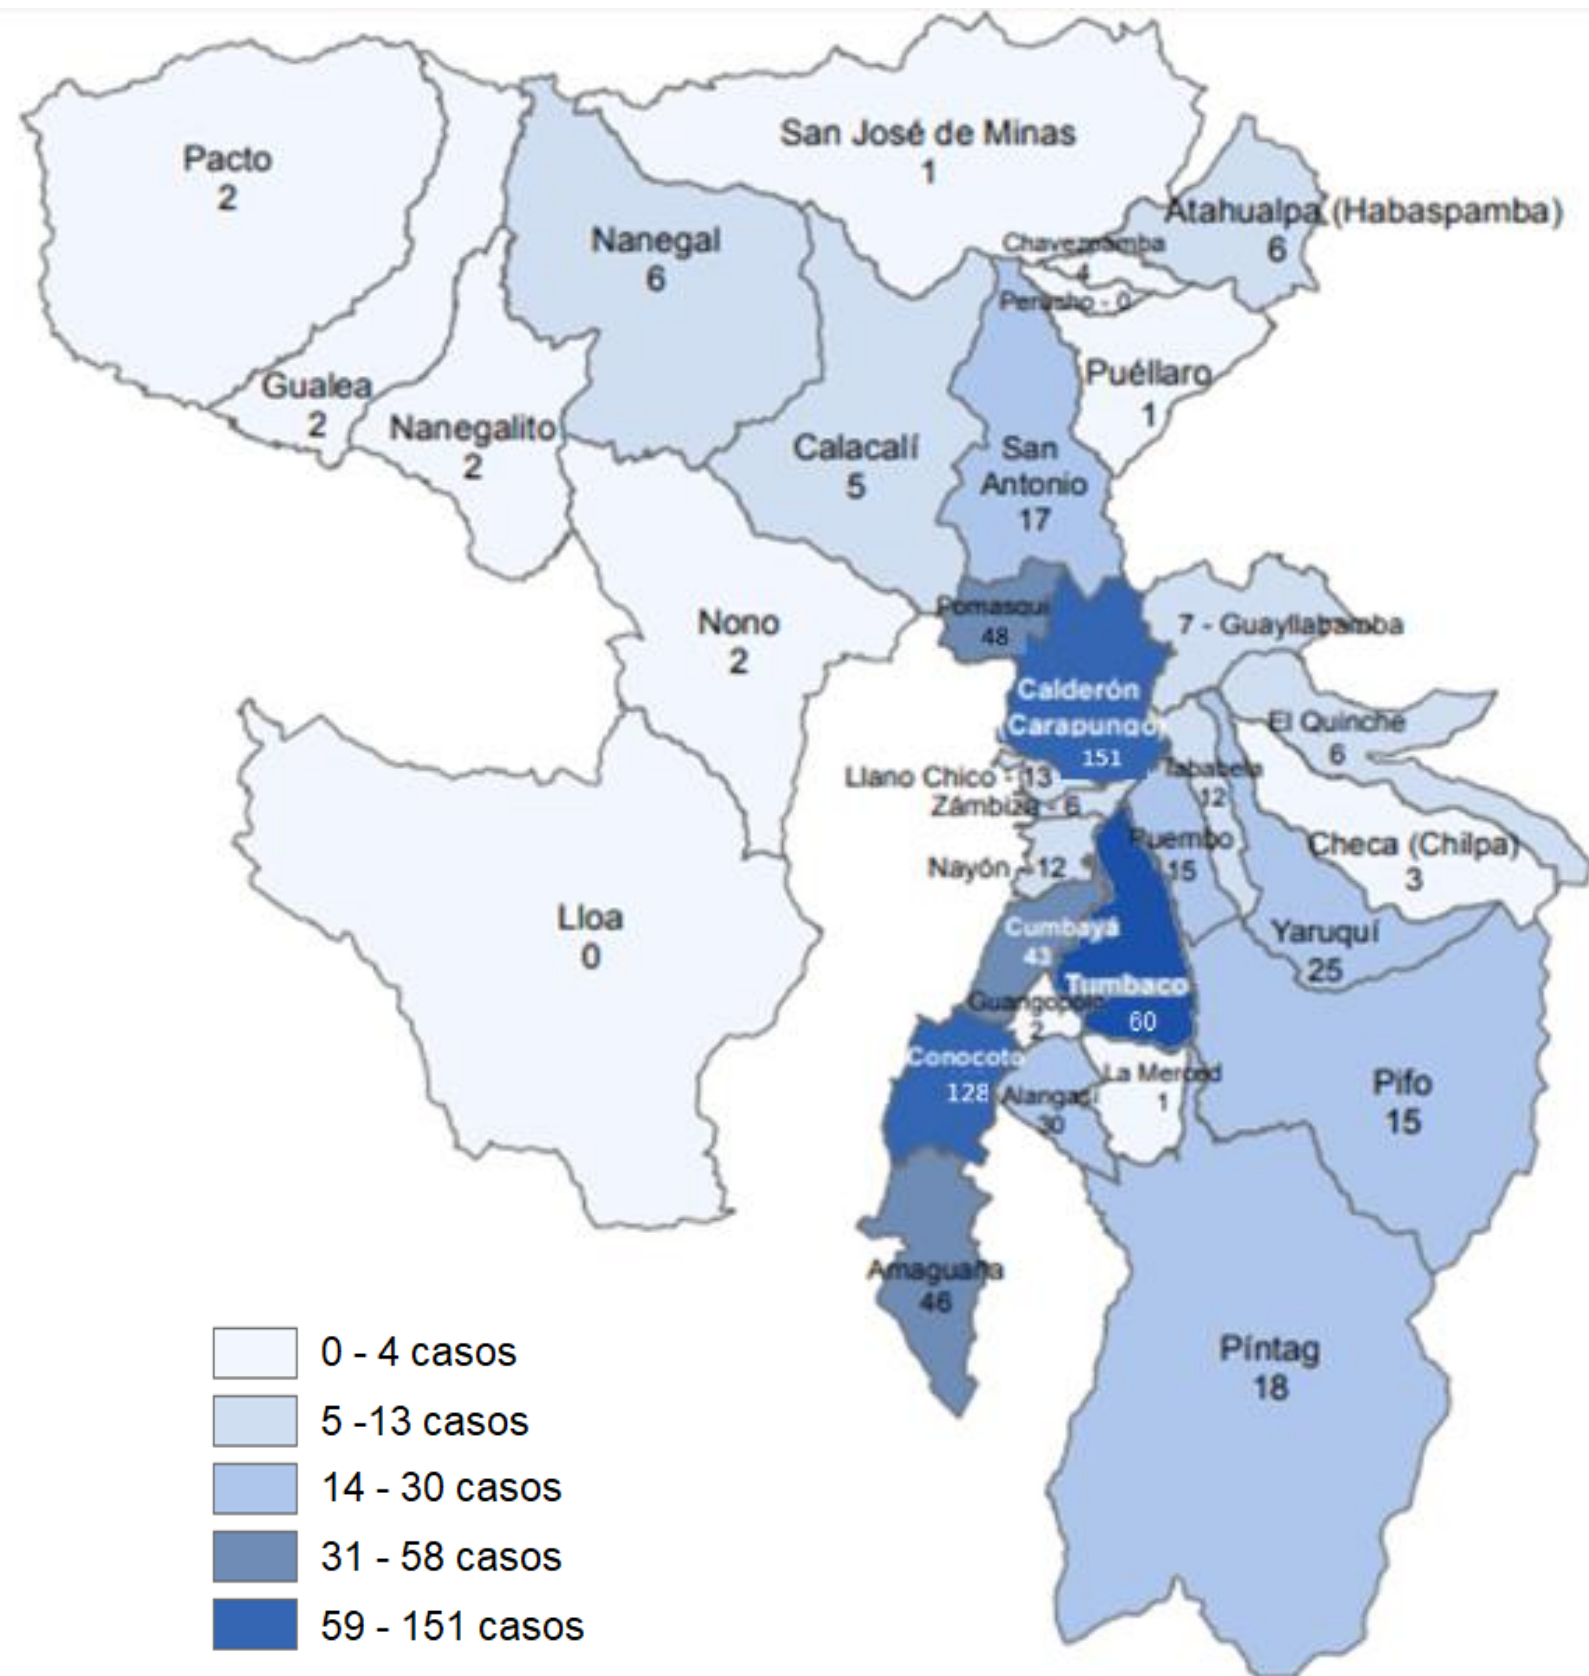 Pacto
2
San José de Minas
1
Atahualpa (Habaspamba)
6
Nanegal
6
Chavezpamba
4
Perucho - 0
Puéllaro
1
Gualea
2
Nanegalito
2
Calacalí
5
San
Antonio
17
Nono
2
Pomasqui
48
7 - Guayllabamba
Calderón
(Carapungo)
151
El Quinche
6
Llano Chico - 13
Zámbiza - 6
Tababela
12
Nayón - 12
Puembo
15
Checa (Chilpa)
3
Lloa
0
Cumbayá
43
Yaruquí
25
Tumbaco
60
Guangopolo
2
Conocoto
128
Alangasí
30
La Merced
1
Pifo
15
Amaguaña
46
Píntag
18
0 - 4 casos
5 -13 casos
14 - 30 casos
31 - 58 casos
59 - 151 casos